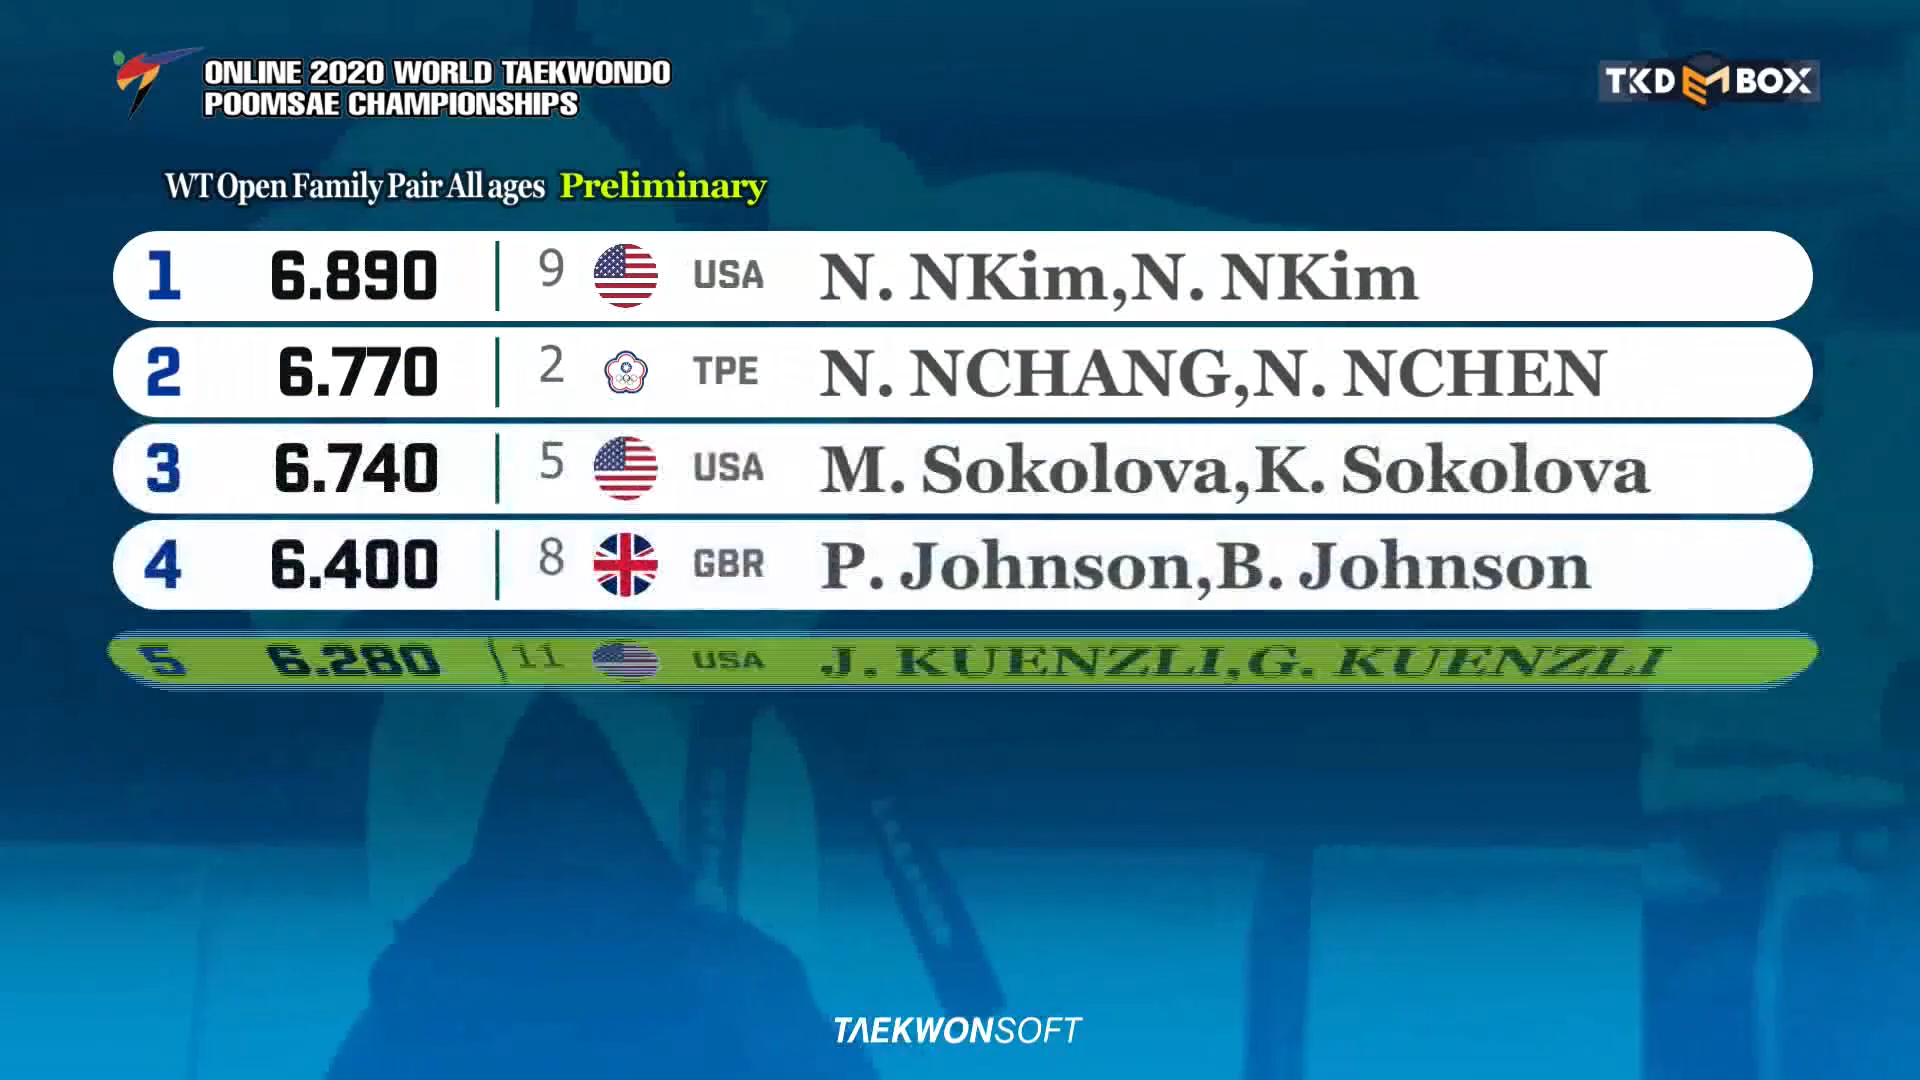 ONLINE 2020 WORLD TAEKWONDO
POOMSAE CHAMPIONSHIPS
TKD BOX
WT Open Family Pair All ages Preliminary
1 6.890 9 USA N. NKim,N. NKim
2 6.770 2 TPE N. NCHANG,N. NCHEN
3 6.740 5 USA M. Sokolova,K. Sokolova
4 6.400 8 GBR P. Johnson,B. Johnson
5 6.280 11 USA J. KUENZLI,G. KUENZLI
TAEKWONSOFT